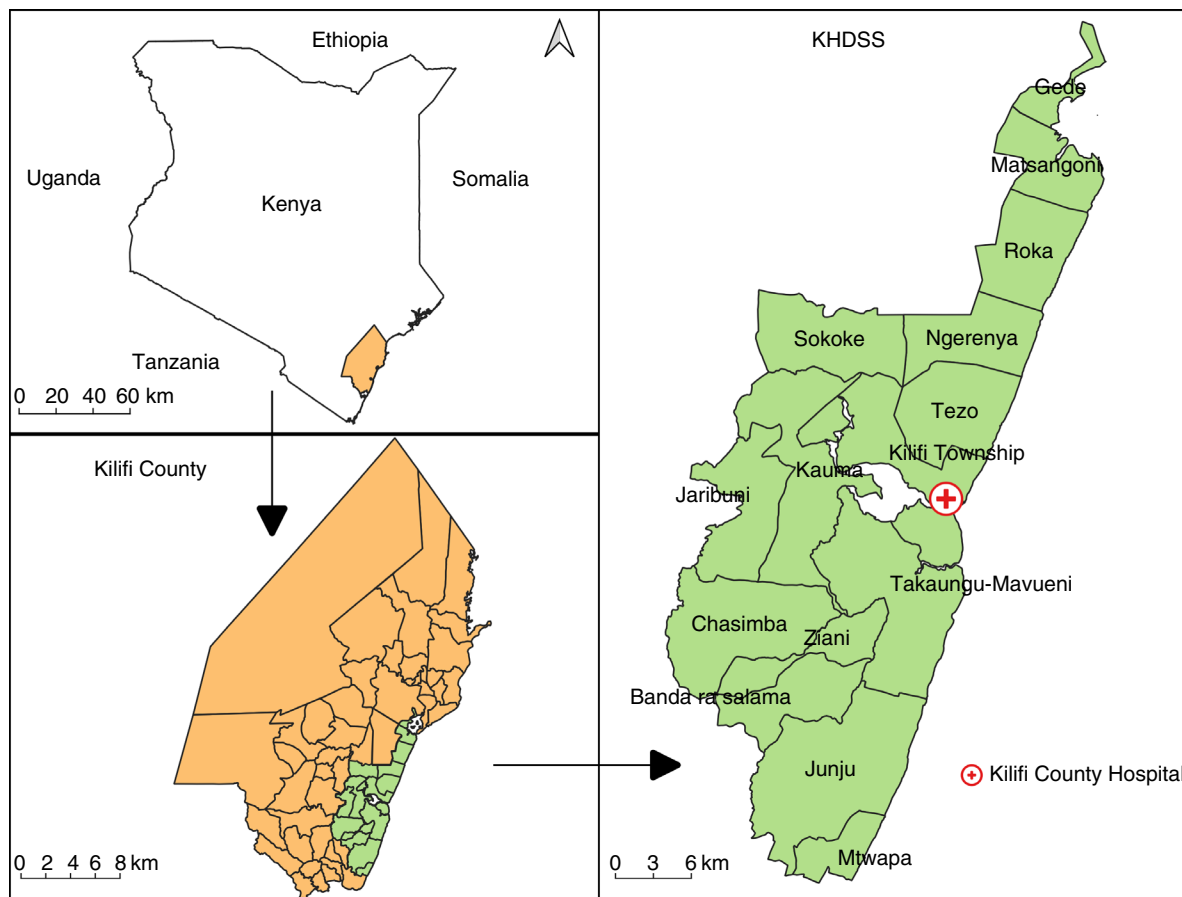 Ethiopia
Uganda
Somalia
Kenya
Tanzania
0 20 40 60 km
Kilifi County
0 2 4 6 8 km
KHDSS
Gede
Matsangoni
Roka
Sokoke
Ngerenya
Tezo
Kilifi Township
Kauma
Jaribuni
Takaungu-Mavueni
Chasimba
Ziani
Banda ra salama
Junju
Kilifi County Hospital
Mtwapa
0 3 6 km